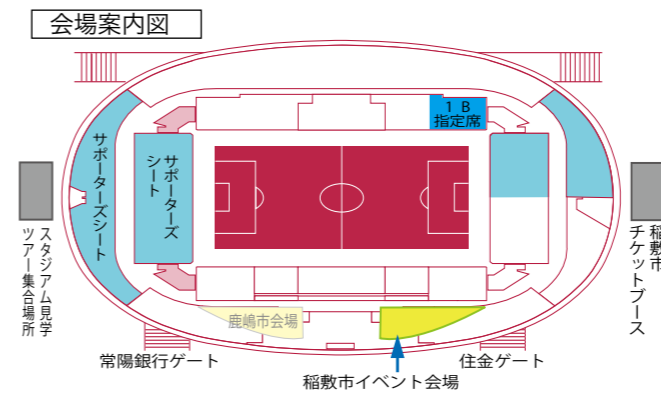 会場案内図
1 B
指定席
サポーターズシート
サポーターズ
シート
スタジアム見学
ツアー集合場所
稲敷市
チケットブース
鹿嶋市会場
常陽銀行ゲート
住金ゲート
稲敷市イベント会場